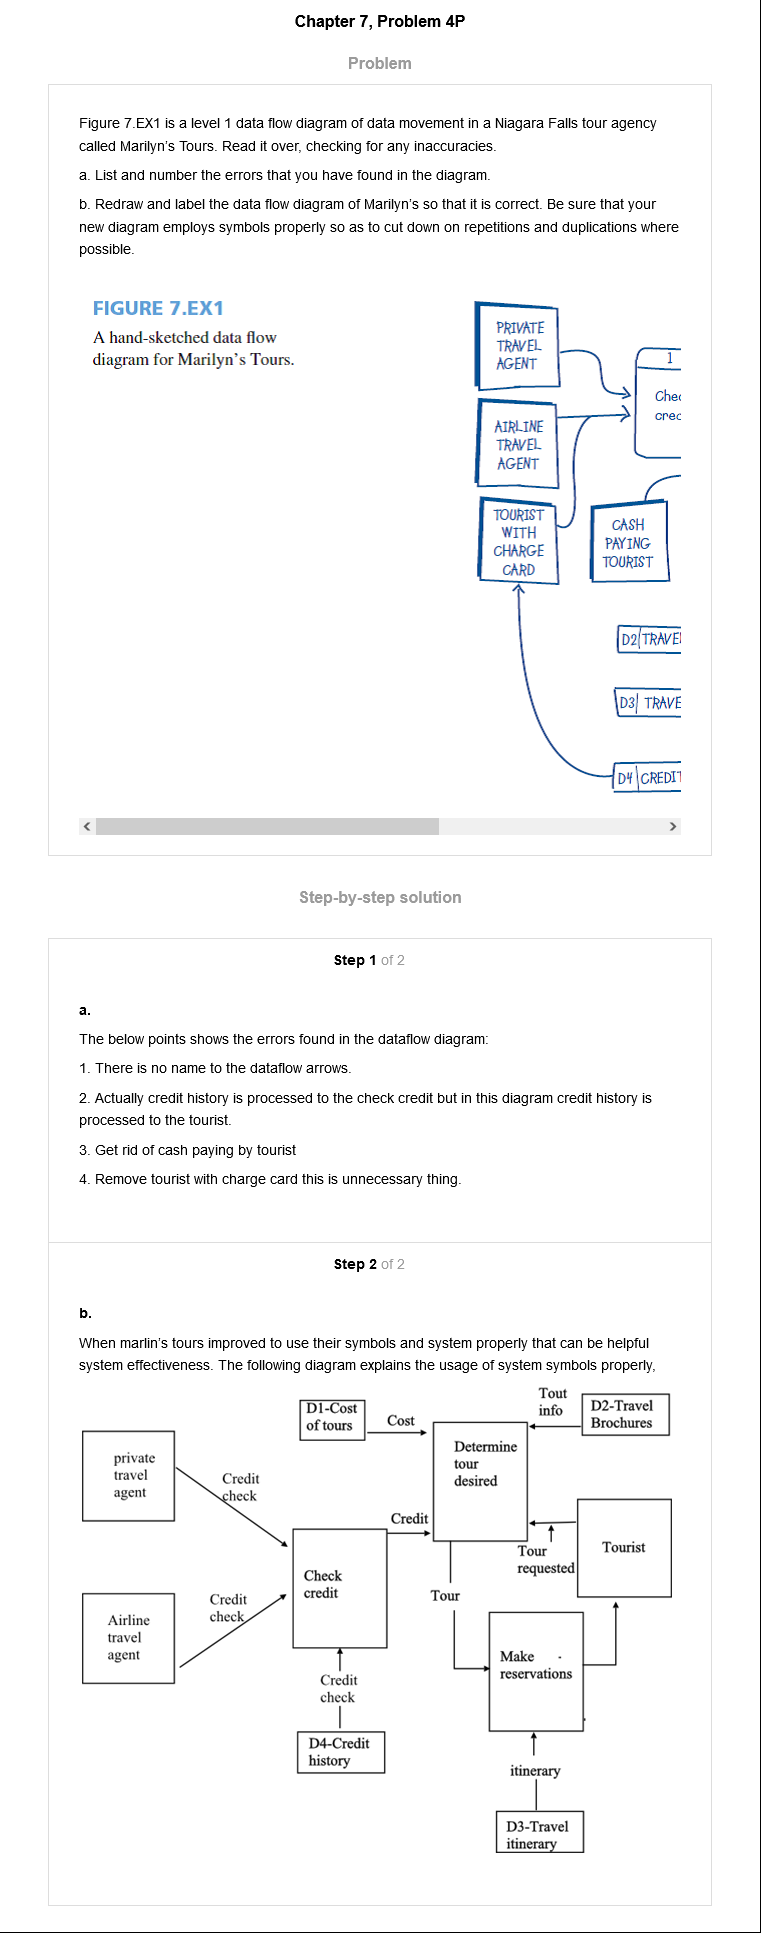 Chapter 7, Problem 4P
Problem
Figure 7.EX1 is a level 1 data flow diagram of data movement in a Niagara Falls tour agency
called Marilyn's Tours. Read it over, checking for any inaccuracies.
a. List and number the errors that you have found in the diagram.
b. Redraw and label the data flow diagram of Marilyn's so that it is correct. Be sure that your
new diagram employs symbols properly so as to cut down on repetitions and duplications where
possible.
FIGURE 7.EX1
A hand-sketched data flow
diagram for Marilyn's Tours.
PRIVATE
TRAVEL
AGENT
1
Chec
crec
AIRLINE
TRAVEL
AGENT
TOURIST
WITH
CHARGE
CARD
CASH
PAYING
TOURIST
D2 TRAVE
D3 TRAVE
D4 CREDIT
Step-by-step solution
Step 1 of 2
a.
The below points shows the errors found in the dataflow diagram:
1. There is no name to the dataflow arrows.
2. Actually credit history is processed to the check credit but in this diagram credit history is
processed to the tourist.
3. Get rid of cash paying by tourist
4. Remove tourist with charge card this is unnecessary thing.
Step 2 of 2
b.
When marlin's tours improved to use their symbols and system properly that can be helpful
system effectiveness. The following diagram explains the usage of system symbols properly,
D1-Cost
of tours
Cost
Tout
info
D2-Travel
Brochures
private
travel
agent
Credit
check
Determine
tour
desired
Credit
Tour
requested
Tourist
Check
credit
Airline
travel
agent
Credit
check
Tour
Make
reservations
Credit
check
D4-Credit
history
itinerary
D3-Travel
itinerary